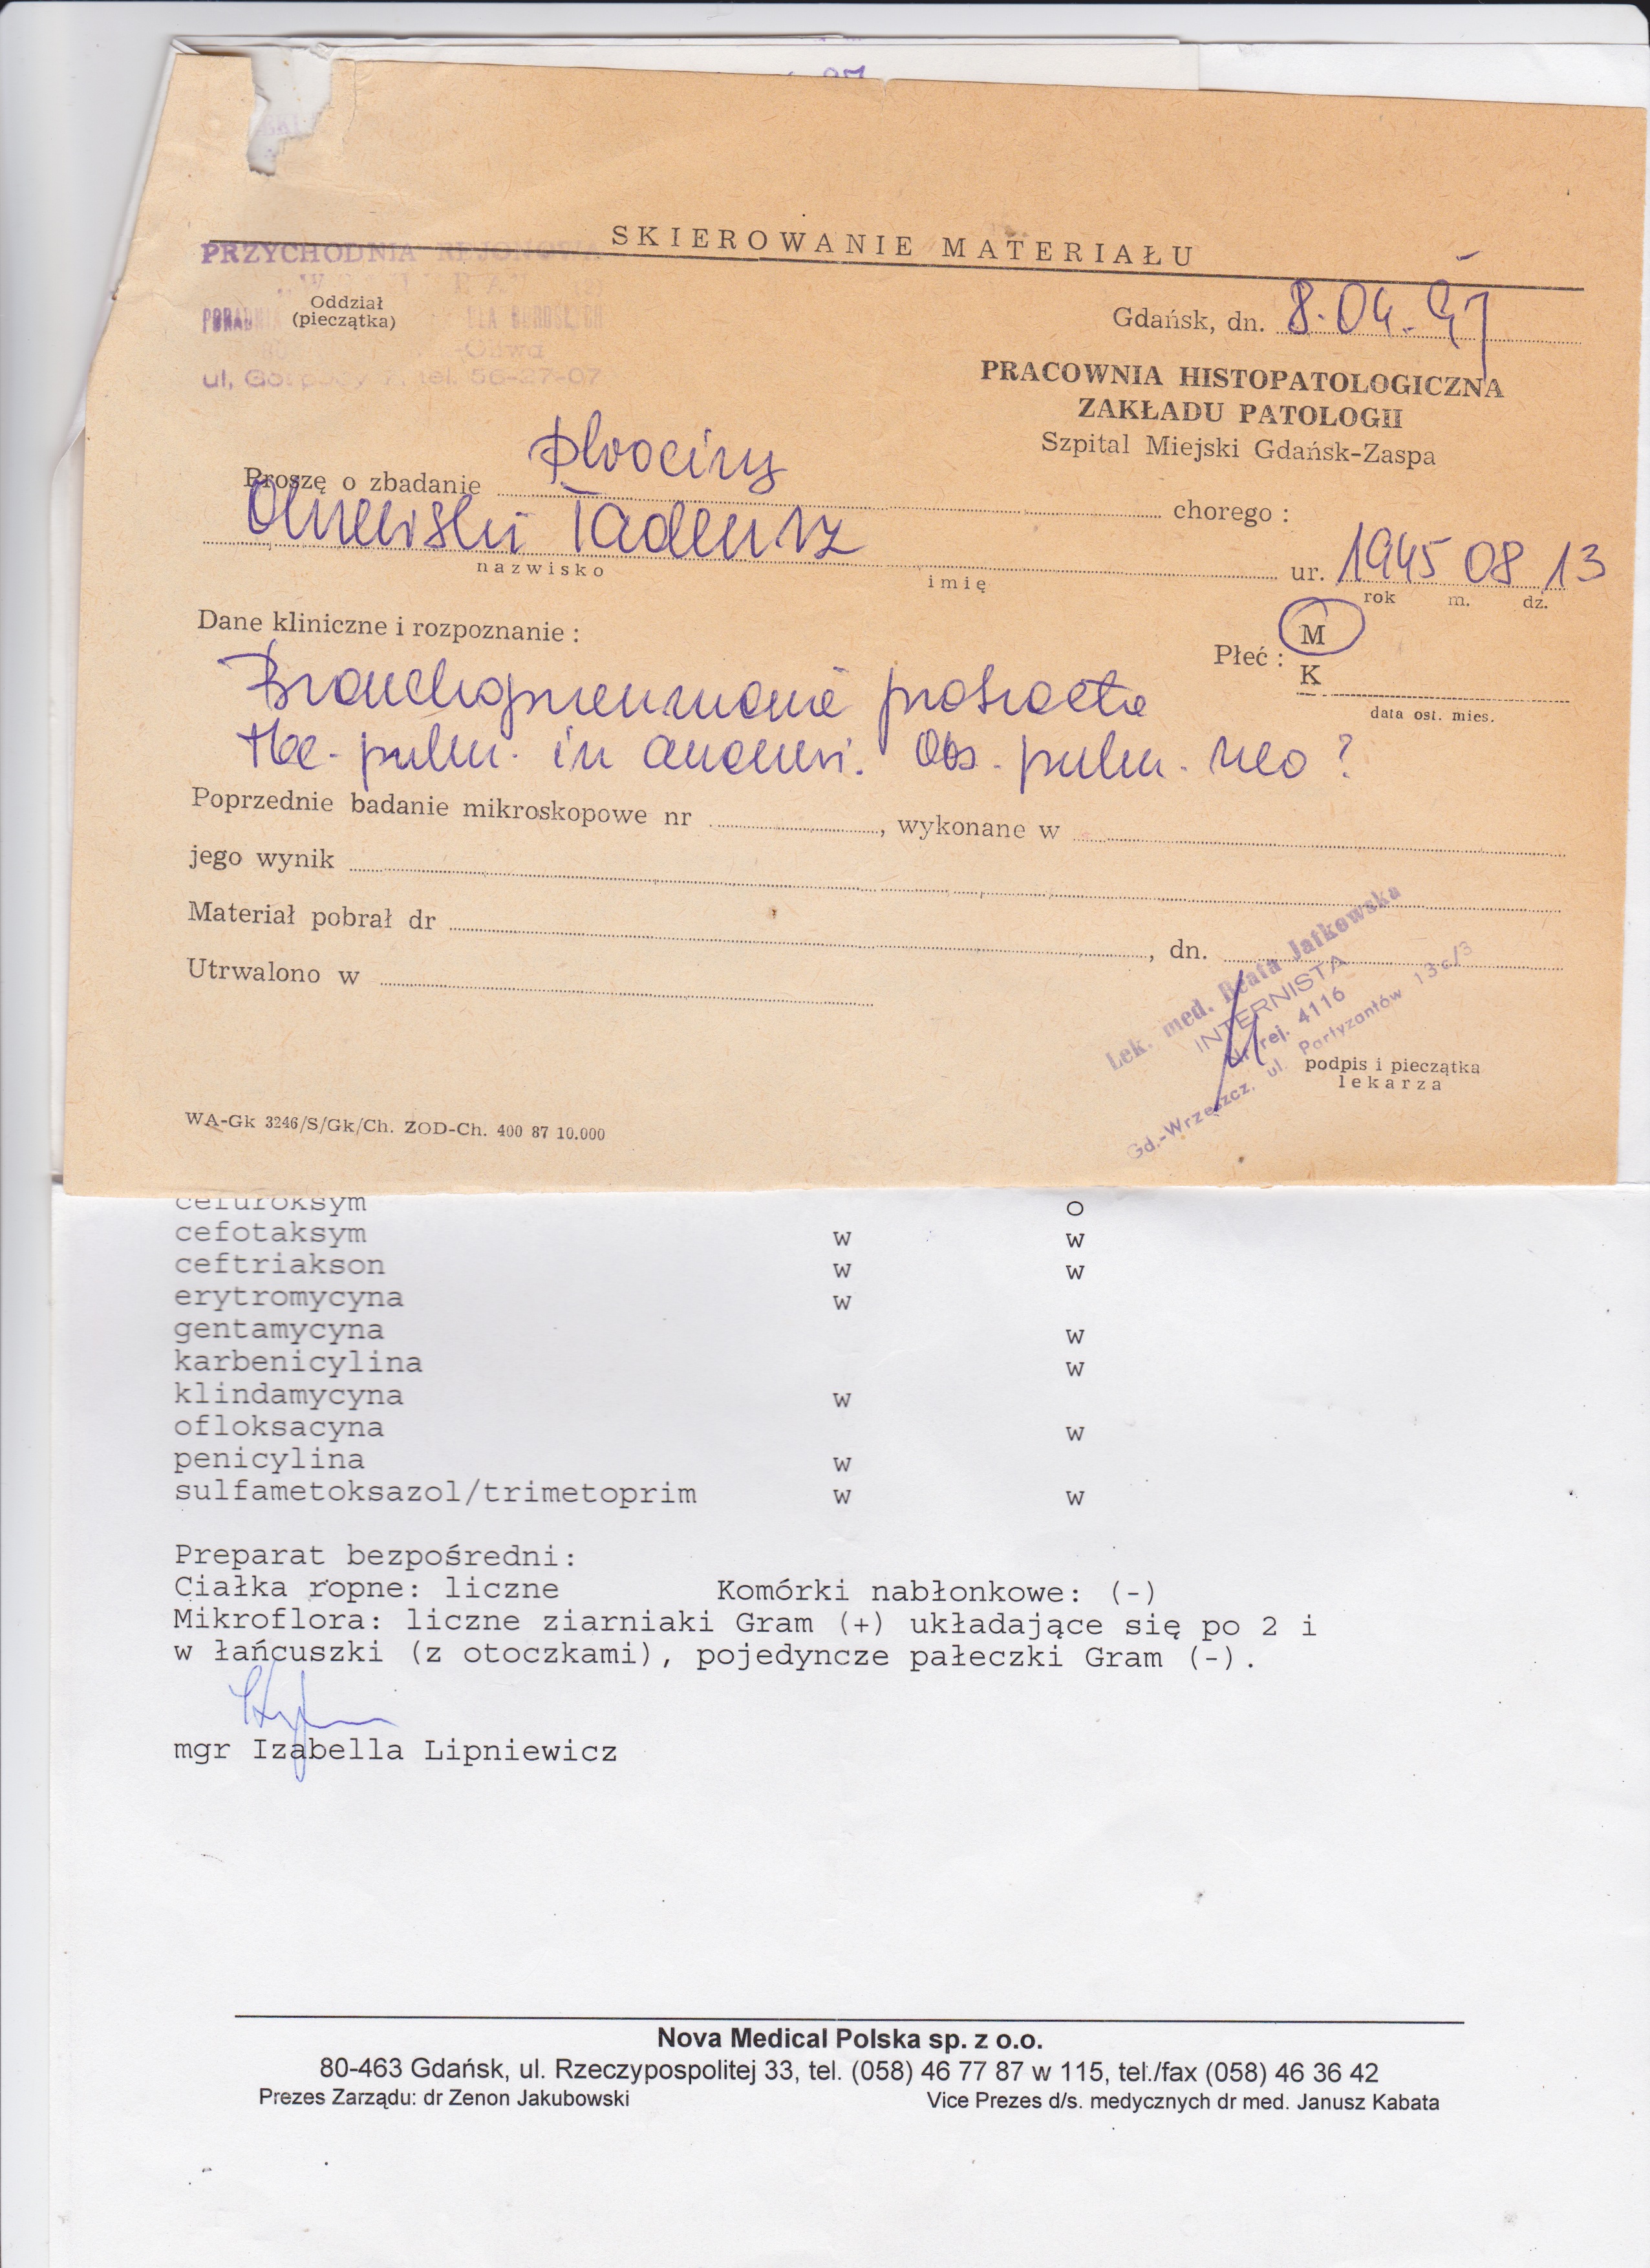 SKIEROWANIE MATERIAŁU
PRZYCHODNIA REJONOWA
Oddział
(pieczątka)
DLA DOROSŁYCH
-Oliwa
ul. tel. 56-27-07
Gdańsk, dn. 8.04.97
PRACOWNIA HISTOPATOLOGICZNA
ZAKŁADU PATOLOGII
Szpital Miejski Gdańsk-Zaspa
Proszę o zbadanie plwociny chorego:
Tadeusz
nazwisko imię
ur. 1945 08 13
rok m. dz.
Dane kliniczne i rozpoznanie:
Płeć: M
K
data ost. mies.
Bronchopneumonia protracta
tbc. pulm. in anamn. Obs. pulm. neo?
Poprzednie badanie mikroskopowe nr , wykonane w
jego wynik
Materiał pobrał dr , dn.
Utrwalono w
Lek. med. Beata Jatkowska
INTERNISTA
Nr rej. 4116
Gd.-Wrzeszcz, ul. Partyzantów 13c/3
podpis i pieczątka
lekarza
WA-Gk 3246/S/Gk/Ch. ZOD-Ch. 400 87 10.000
cefuroksym o
cefotaksym w w
ceftriakson w w
erytromycyna w
gentamycyna w
karbenicylina w
klindamycyna w
ofloksacyna w
penicylina w
sulfametoksazol/trimetoprim w w
Preparat bezpośredni:
Ciałka ropne: liczne Komórki nabłonkowe: (-)
Mikroflora: liczne ziarniaki Gram (+) układające się po 2 i
w łańcuszki (z otoczkami), pojedyncze pałeczki Gram (-).
mgr Izabella Lipniewicz
Nova Medical Polska sp. z o.o.
80-463 Gdańsk, ul. Rzeczypospolitej 33, tel. (058) 46 77 87 w 115, tel./fax (058) 46 36 42
Prezes Zarządu: dr Zenon Jakubowski Vice Prezes d/s. medycznych dr med. Janusz Kabata